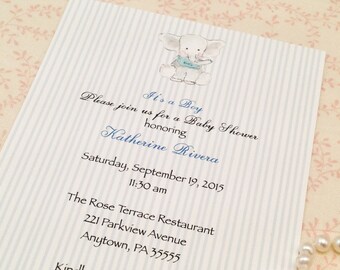 It's a Boy
Please join us for a Baby Shower
honoring
Katherine Rivera
Saturday, September 19, 2015
11:30 am
The Rose Terrace Restaurant
221 Parkview Avenue
Anytown, PA 35555
Kindl